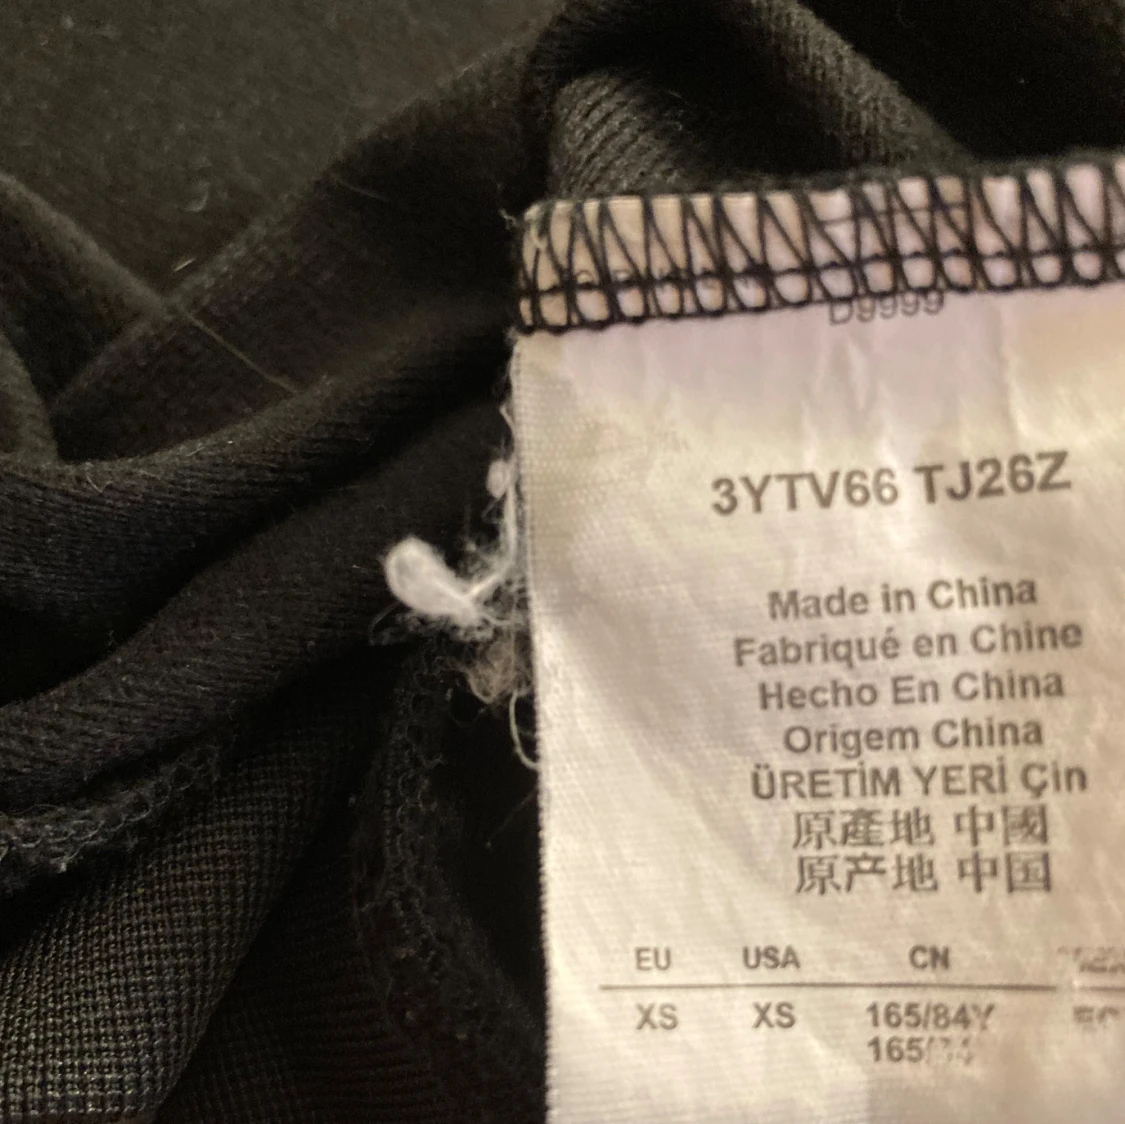 D9999
3YTV66 TJ26Z
Made in China
Fabriqué en Chine
Hecho En China
Origem China
ÜRETİM YERİ Çin
原產地 中國
原产地 中国
EU USA CN
XS XS 165/84Y
165/